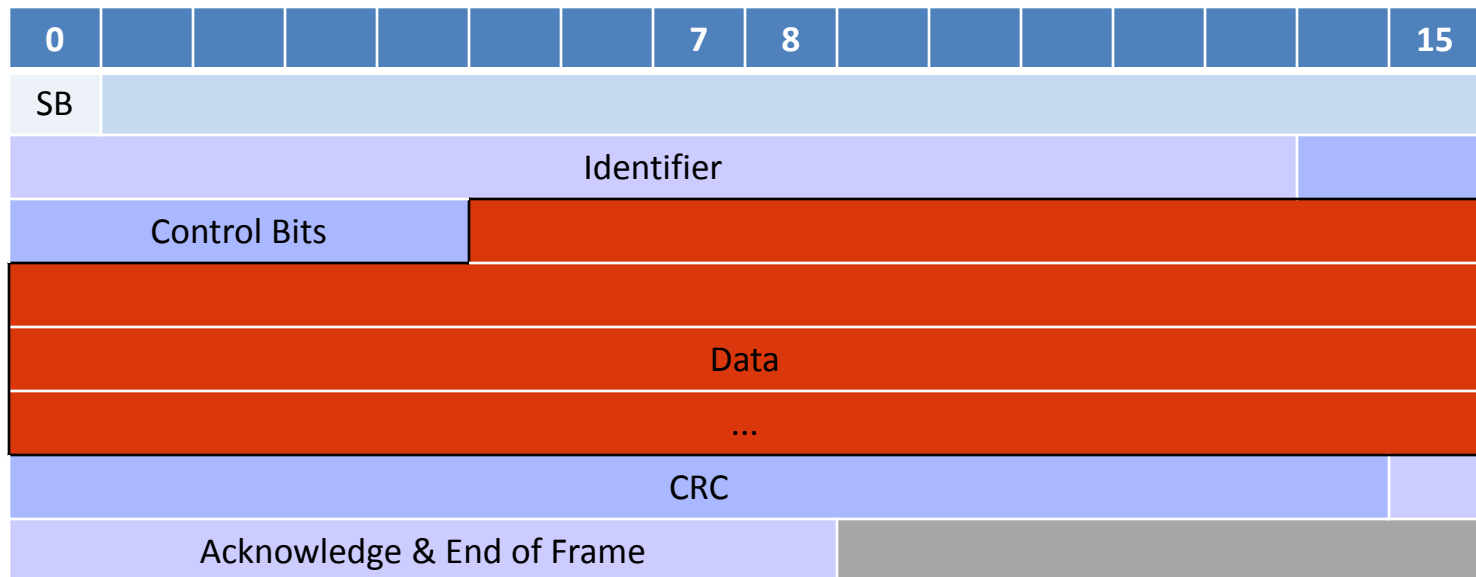 0 7 8 15
SB
Identifier
Control Bits
Data
...
CRC
Acknowledge & End of Frame